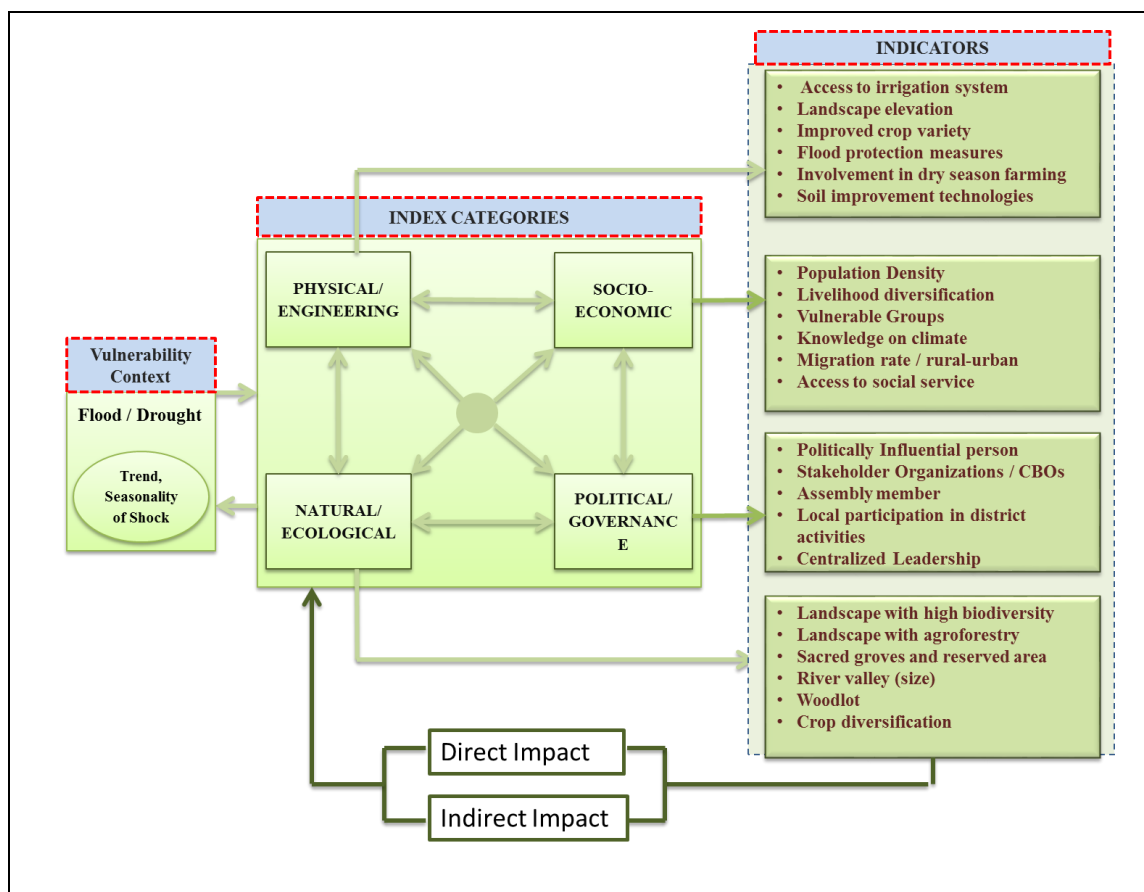 INDICATORS
• Access to irrigation system
• Landscape elevation
• Improved crop variety
• Flood protection measures
• Involvement in dry season farming
• Soil improvement technologies
INDEX CATEGORIES
PHYSICAL/
ENGINEERING
SOCIO-
ECONOMIC
• Population Density
• Livelihood diversification
• Vulnerable Groups
• Knowledge on climate
• Migration rate / rural-urban
• Access to social service
Vulnerability
Context
Flood / Drought
Trend,
Seasonality
of Shock
NATURAL/
ECOLOGICAL
POLITICAL/
GOVERNANC
E
• Politically Influential person
• Stakeholder Organizations / CBOs
• Assembly member
• Local participation in district
activities
• Centralized Leadership
• Landscape with high biodiversity
• Landscape with agroforestry
• Sacred groves and reserved area
• River valley (size)
• Woodlot
• Crop diversification
Direct Impact
Indirect Impact